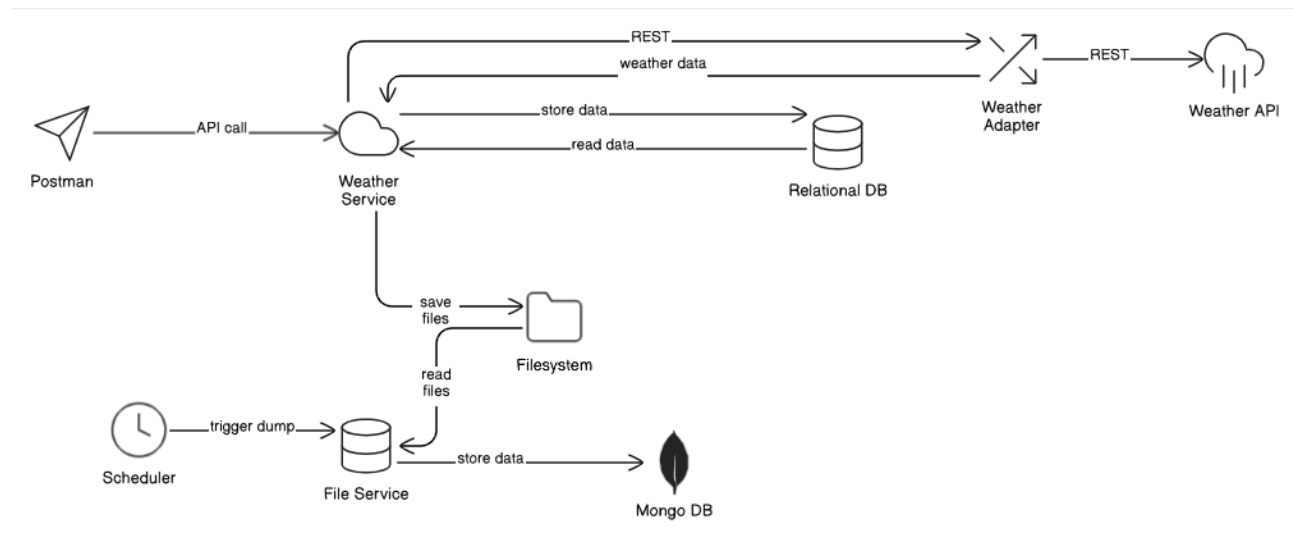 REST
weather data
REST
Weather
Adapter
Weather API
API call
store data
read data
Postman
Weather
Service
Relational DB
save
files
Filesystem
read
files
trigger dump
Scheduler
File Service
store data
Mongo DB